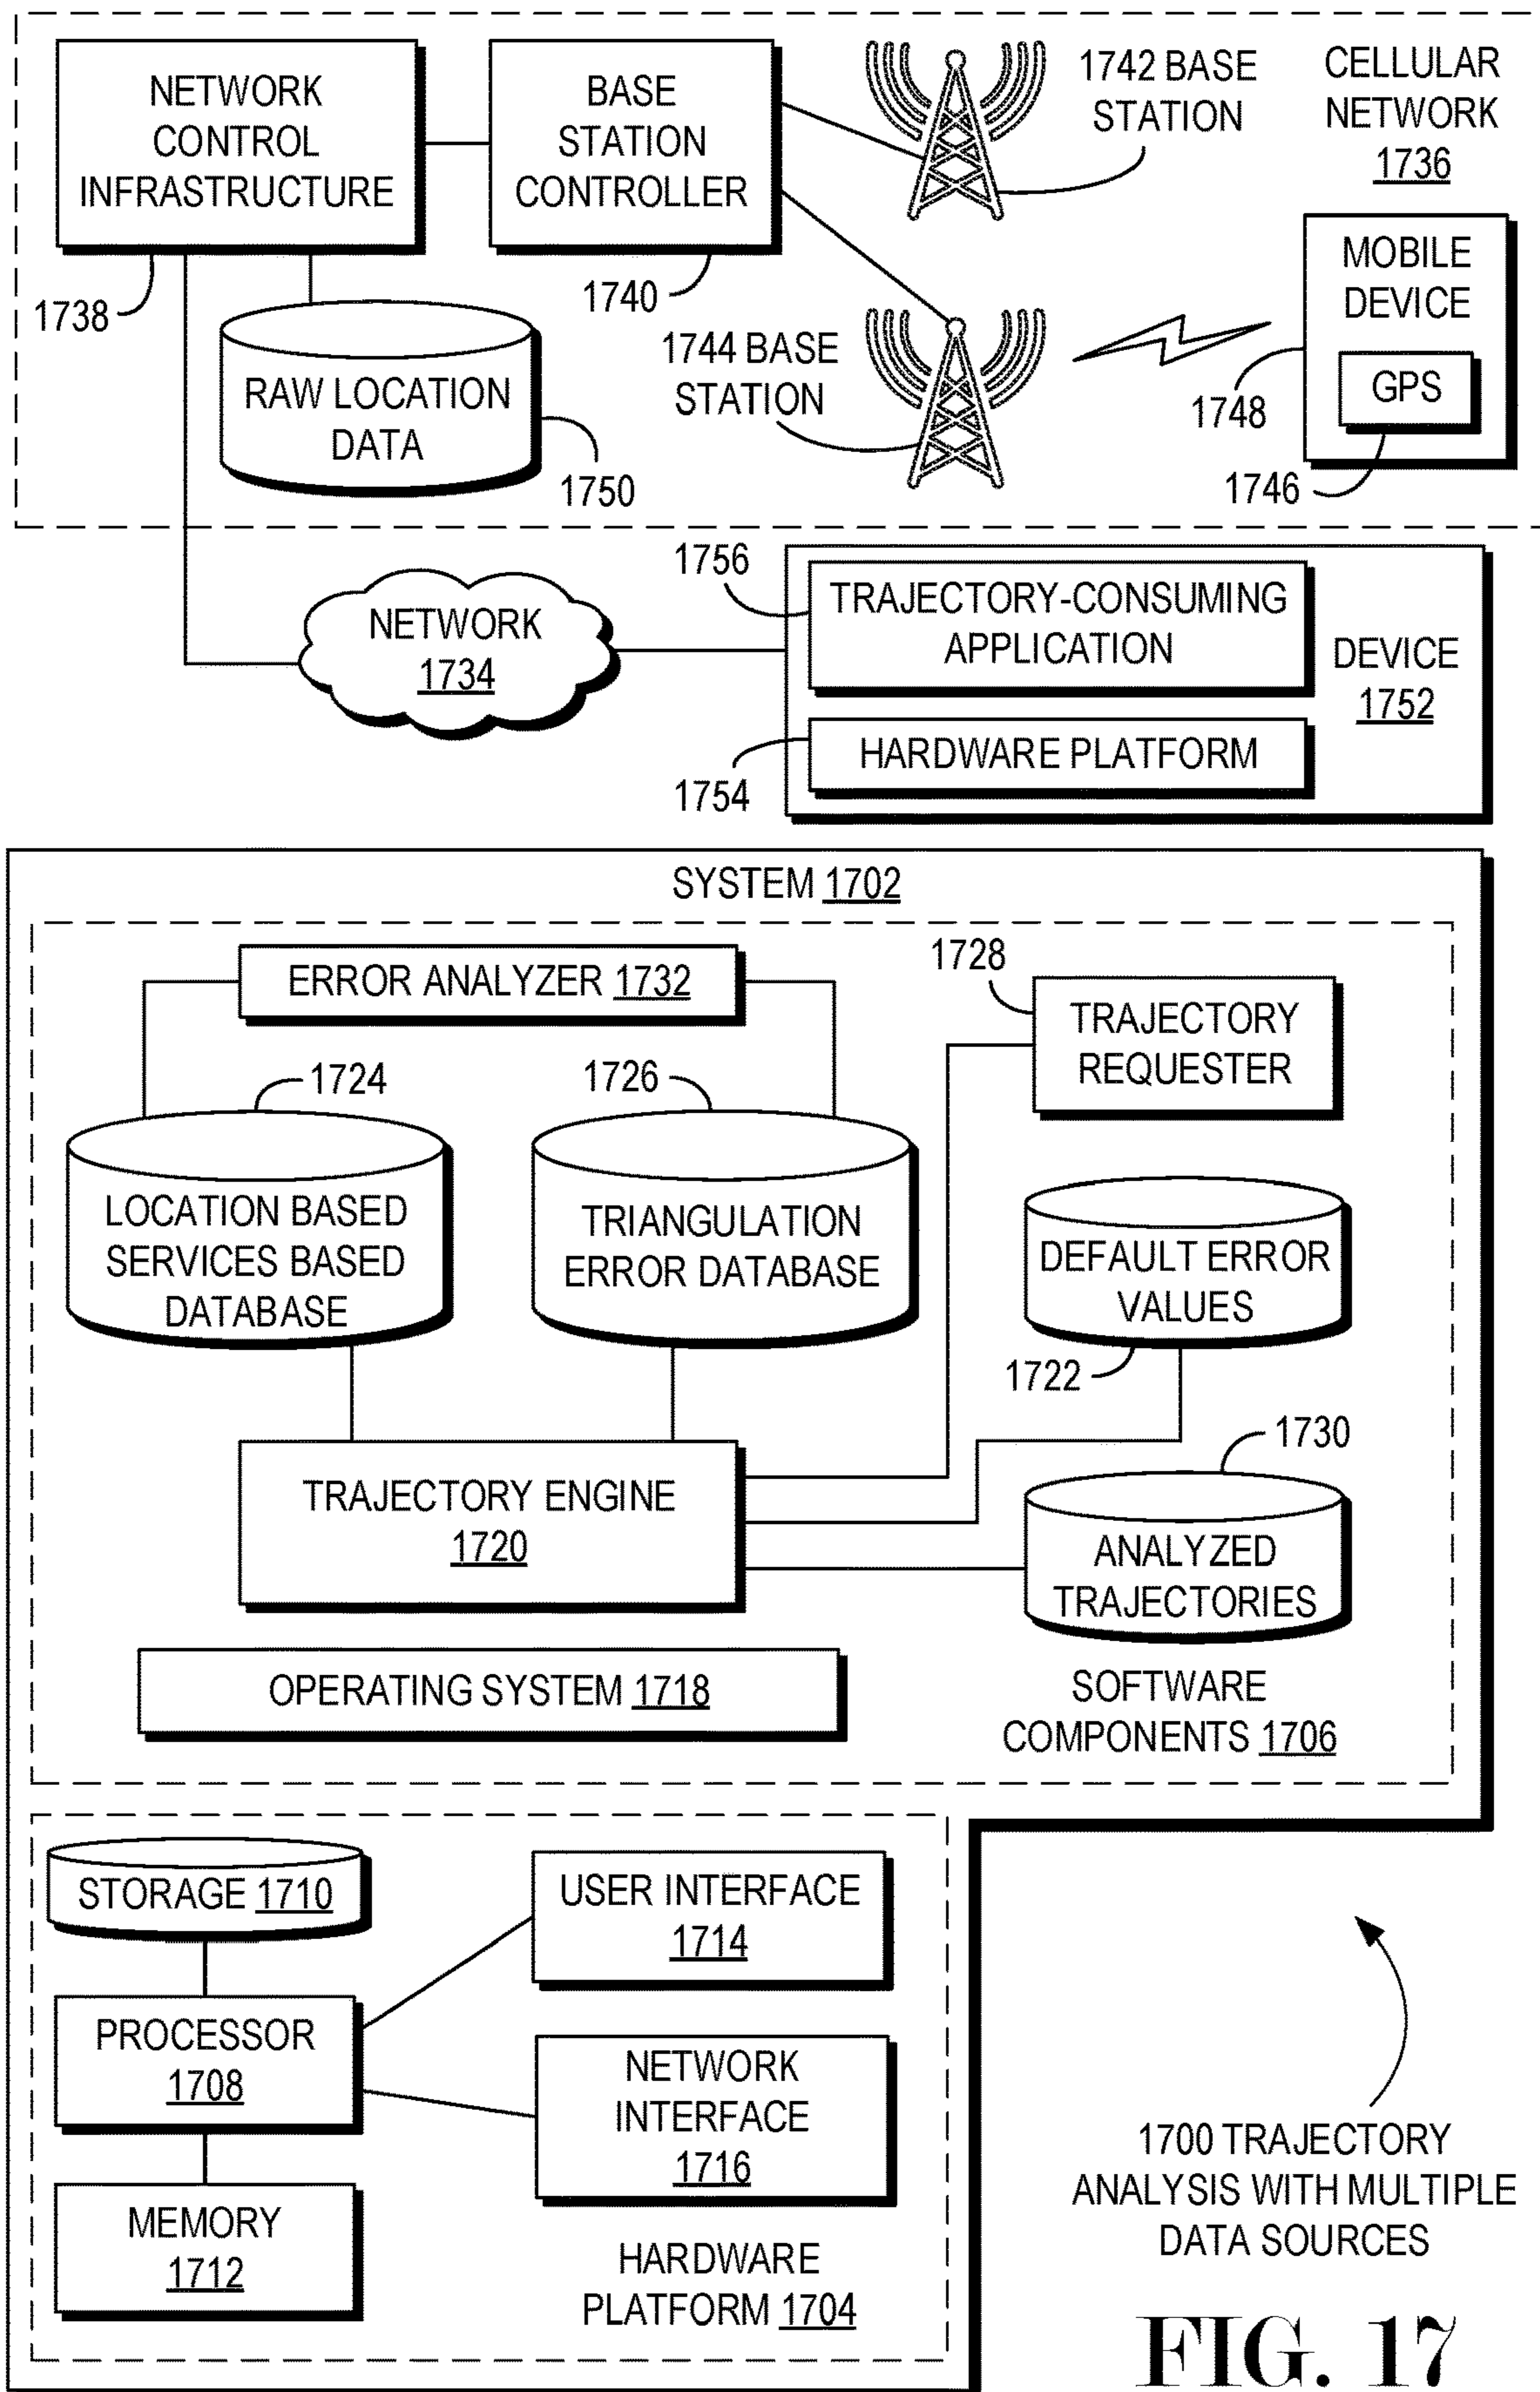 NETWORK
CONTROL
INFRASTRUCTURE
1738
BASE
STATION
CONTROLLER
1740
1742 BASE
STATION
CELLULAR
NETWORK
1736
RAW LOCATION
DATA
1750
1744 BASE
STATION
MOBILE
DEVICE
GPS
1748
1746
NETWORK
1734
1756
TRAJECTORY-CONSUMING
APPLICATION
DEVICE
1752
HARDWARE PLATFORM
1754
SYSTEM 1702
ERROR ANALYZER 1732
1728
TRAJECTORY
REQUESTER
1724
1726
LOCATION BASED
SERVICES BASED
DATABASE
TRIANGULATION
ERROR DATABASE
DEFAULT ERROR
VALUES
1722
1730
TRAJECTORY ENGINE
1720
ANALYZED
TRAJECTORIES
OPERATING SYSTEM 1718
SOFTWARE
COMPONENTS 1706
STORAGE 1710
USER INTERFACE
1714
PROCESSOR
1708
NETWORK
INTERFACE
1716
MEMORY
1712
HARDWARE
PLATFORM 1704
1700 TRAJECTORY
ANALYSIS WITH MULTIPLE
DATA SOURCES
FIG. 17